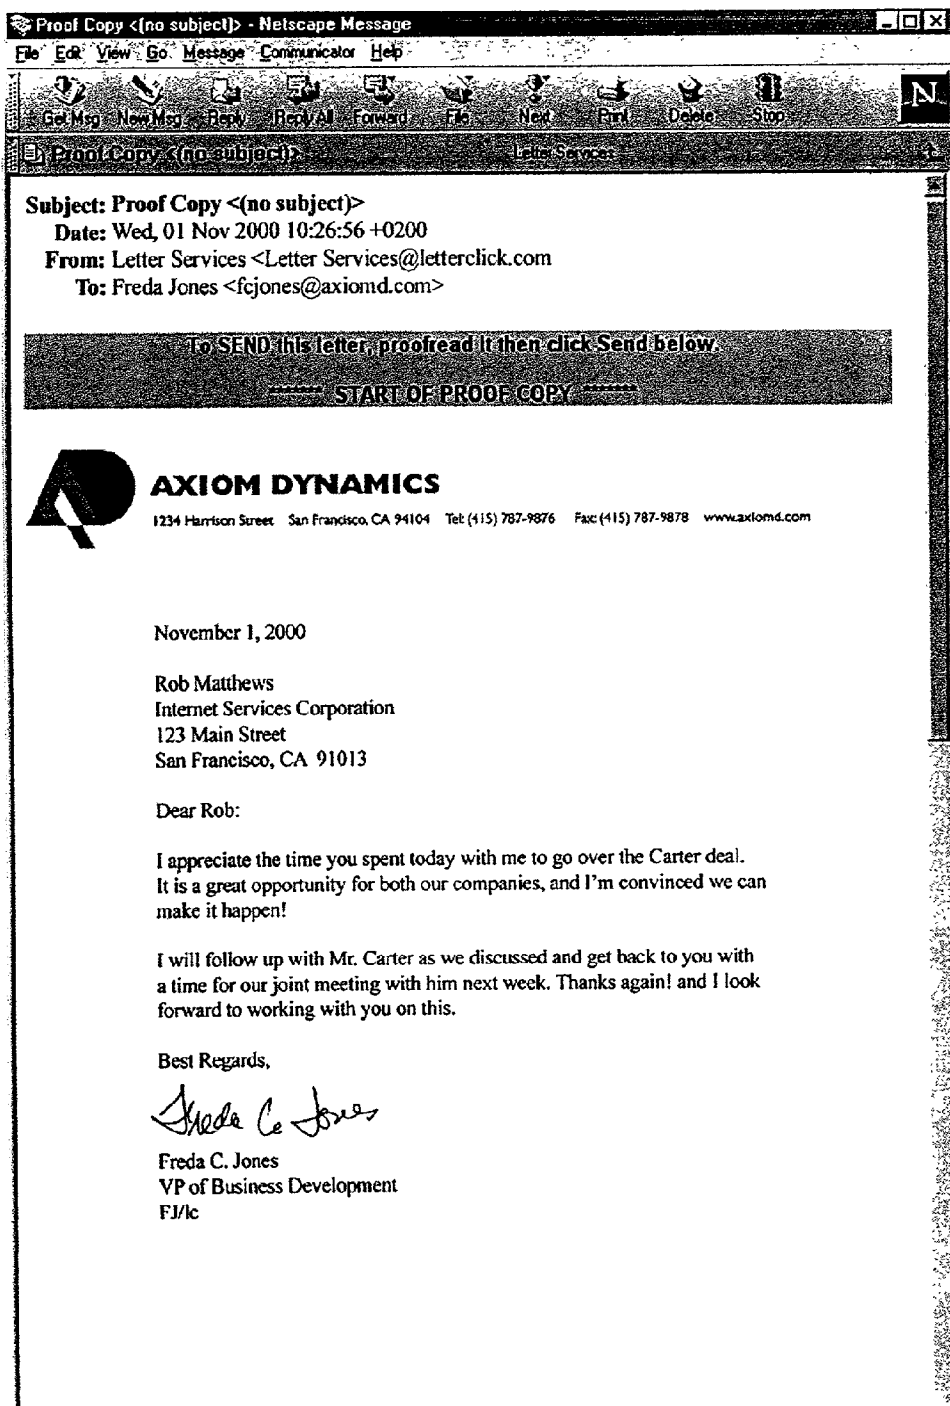 Proof Copy <(no subject)> - Netscape Message
File Edit View Go Message Communicator Help
Get Msg New Msg Reply Reply All Forward File Next Print Delete Stop
N
Proof Copy <(no subject)> Letter Services
Subject: Proof Copy <(no subject)>
Date: Wed, 01 Nov 2000 10:26:56 +0200
From: Letter Services <Letter Services@letterclick.com
To: Freda Jones <fcjones@axiomd.com>
To SEND this letter, proofread it then click Send below.
******* START OF PROOF COPY *******
AXIOM DYNAMICS
1234 Harrison Street San Francisco, CA 94104 Tel: (415) 787-9876 Fax: (415) 787-9878 www.axiomd.com
November 1, 2000
Rob Matthews
Internet Services Corporation
123 Main Street
San Francisco, CA 91013
Dear Rob:
I appreciate the time you spent today with me to go over the Carter deal.
It is a great opportunity for both our companies, and I'm convinced we can
make it happen!
I will follow up with Mr. Carter as we discussed and get back to you with
a time for our joint meeting with him next week. Thanks again! and I look
forward to working with you on this.
Best Regards,
Freda C. Jones
Freda C. Jones
VP of Business Development
FJ/lc